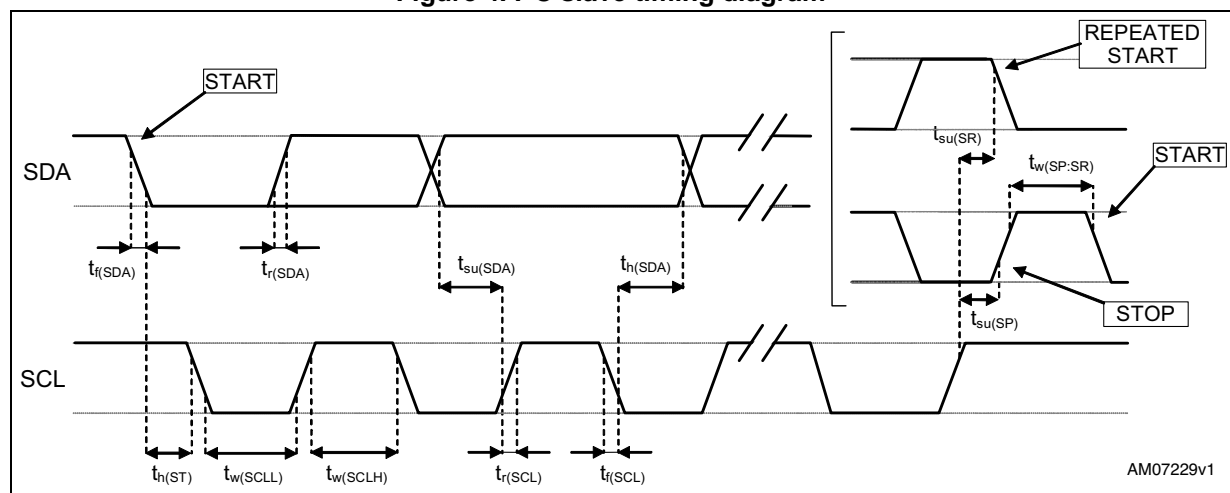 START
REPEATED
START
SDA
t_su(SR)
t_w(SP:SR)
START
t_f(SDA)
t_r(SDA)
t_su(SDA)
t_h(SDA)
t_su(SP)
STOP
SCL
t_h(ST)
t_w(SCLL)
t_w(SCLH)
t_r(SCL)
t_f(SCL)
AM07229v1